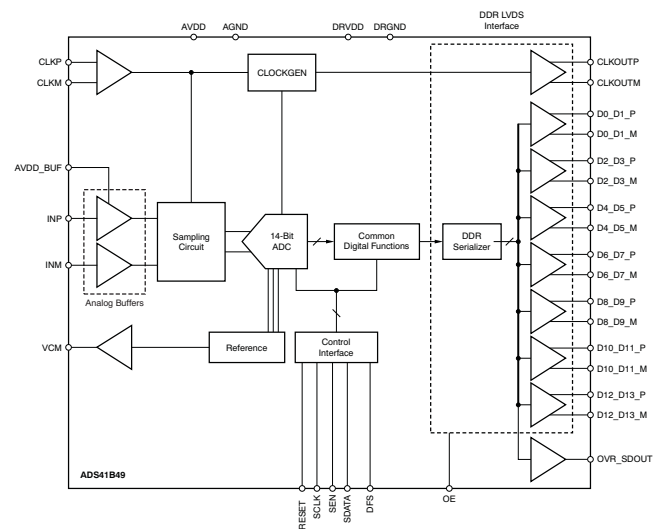 DDR LVDS
Interface
AVDD
AGND
DRVDD
DRGND
CLKP
CLKM
CLOCKGEN
CLKOUTP
CLKOUTM
D0_D1_P
D0_D1_M
AVDD_BUF
D2_D3_P
D2_D3_M
INP
INM
Sampling
Circuit
14-Bit
ADC
Common
Digital Functions
DDR
Serializer
D4_D5_P
D4_D5_M
D6_D7_P
D6_D7_M
Analog Buffers
D8_D9_P
D8_D9_M
VCM
Reference
Control
Interface
D10_D11_P
D10_D11_M
D12_D13_P
D12_D13_M
OVR_SDOUT
ADS41B49
RESET
SCLK
SEN
SDATA
DFS
OE